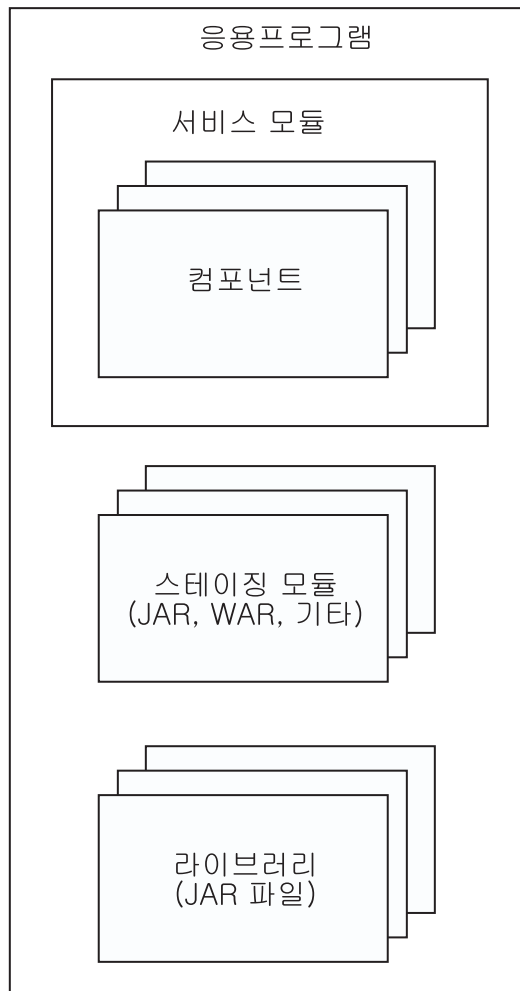 응용프로그램
서비스 모듈
컴포넌트
스테이징 모듈
(JAR, WAR, 기타)
라이브러리
(JAR 파일)